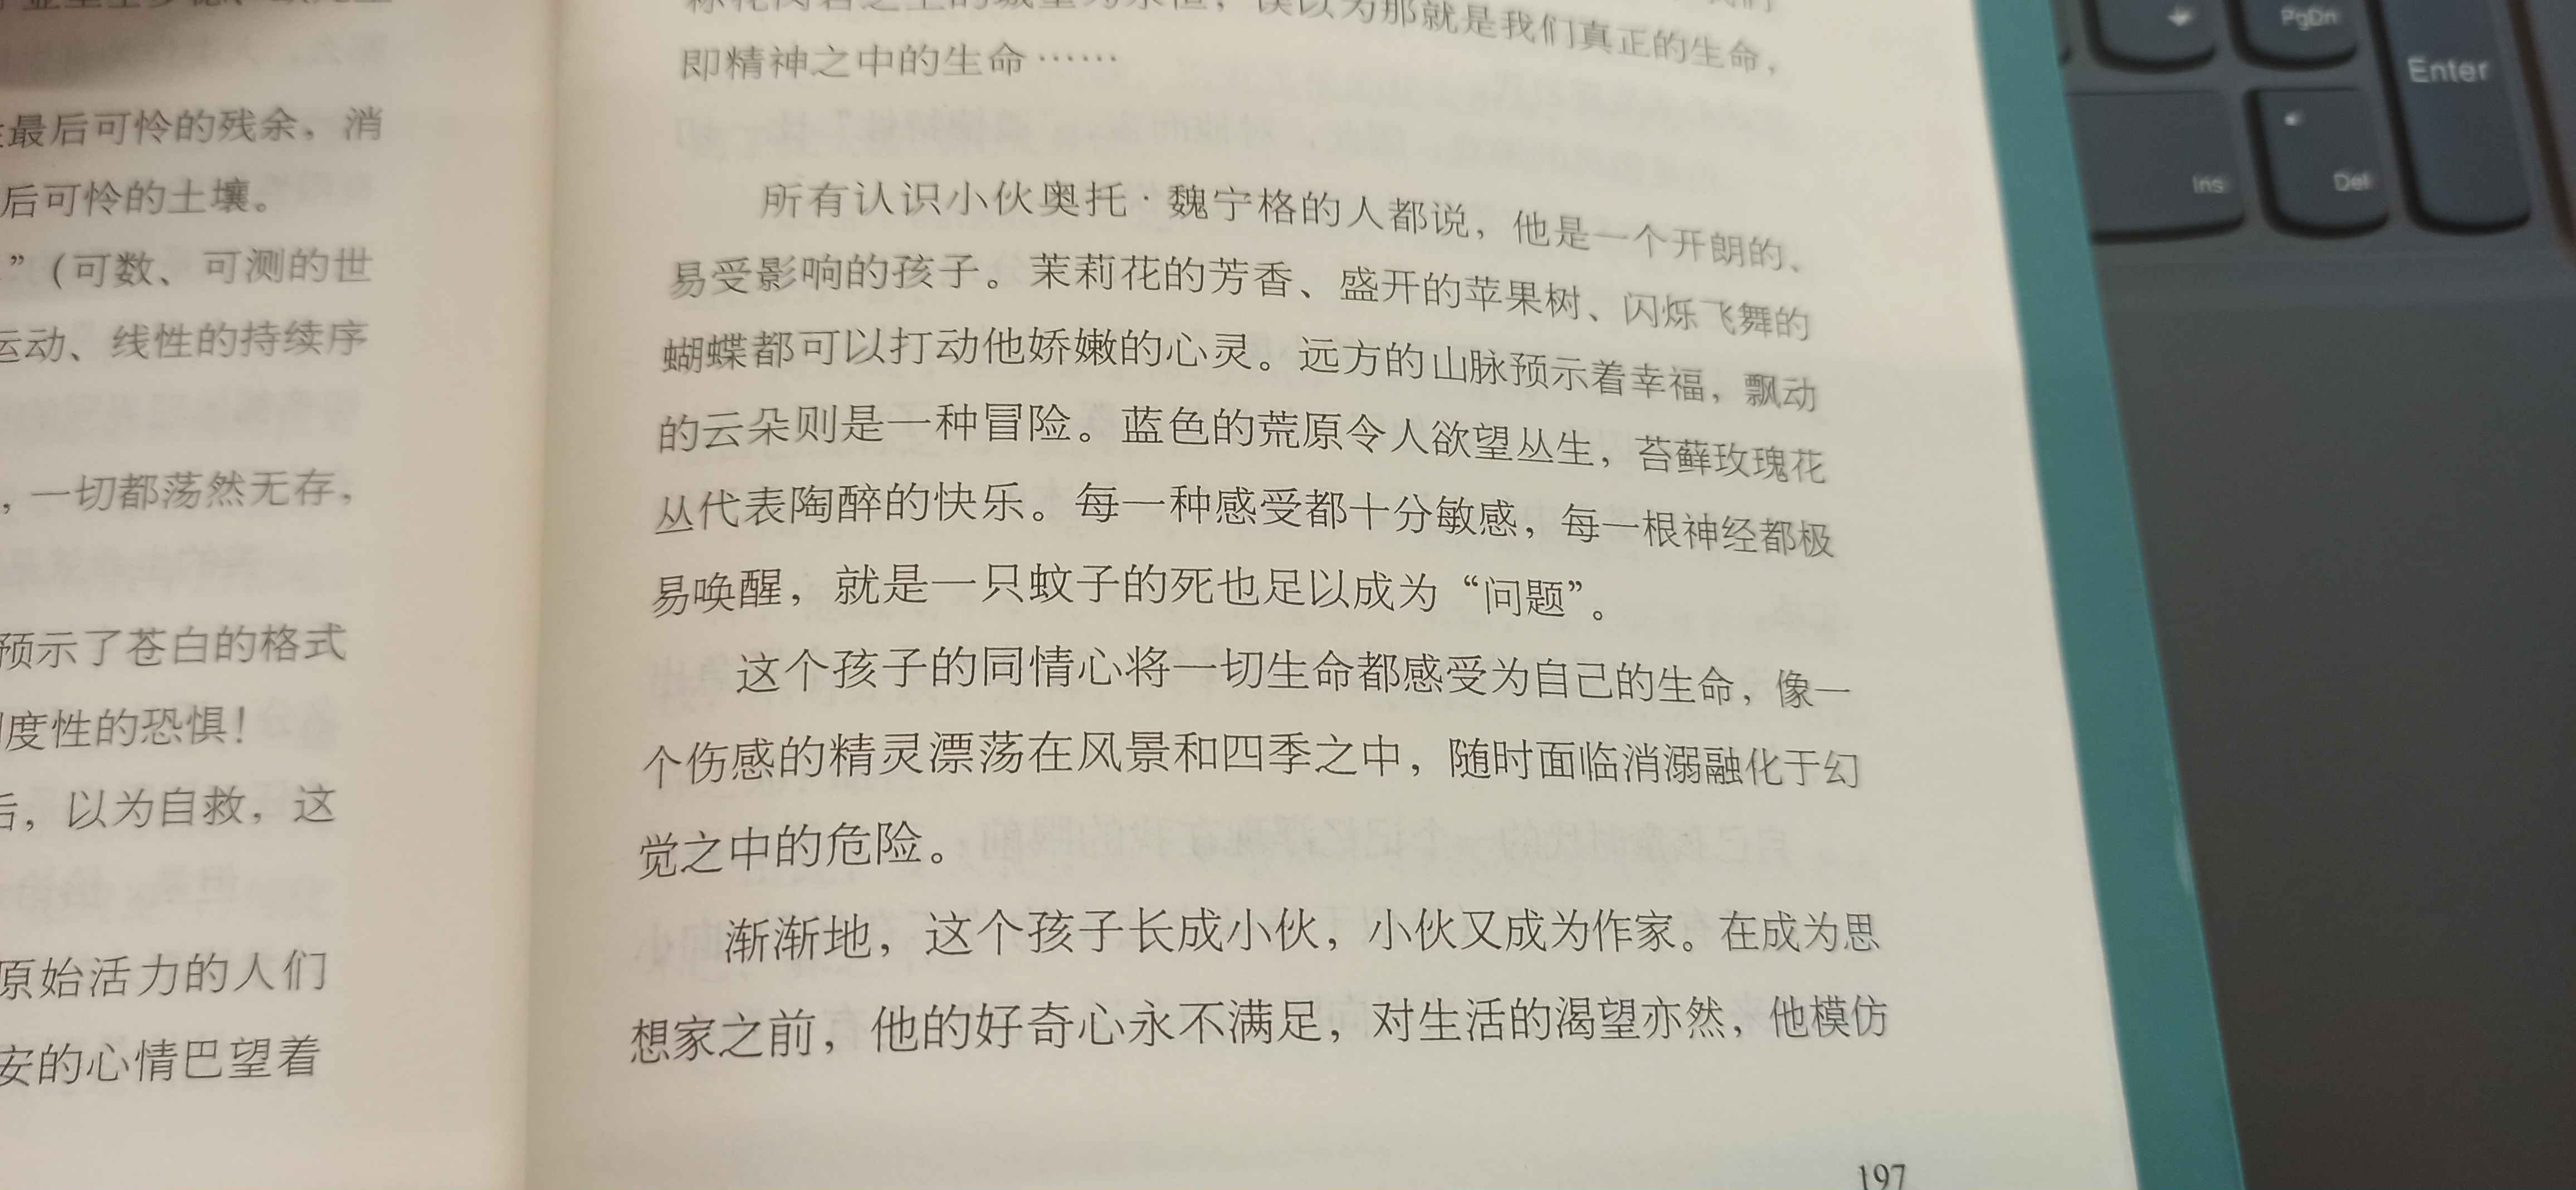 最后可怜的残余，消
后可怜的土壤。
”（可数、可测的世
运动、线性的持续序
，一切都荡然无存，
预示了苍白的格式
度性的恐惧！
后，以为自救，这
原始活力的人们
安的心情巴望着
误以为那就是我们真正的生命，
即精神之中的生命……
所有认识小伙奥托·魏宁格的人都说，他是一个开朗的、
易受影响的孩子。茉莉花的芳香、盛开的苹果树、闪烁飞舞的
蝴蝶都可以打动他娇嫩的心灵。远方的山脉预示着幸福，飘动
的云朵则是一种冒险。蓝色的荒原令人欲望丛生，苔藓玫瑰花
丛代表陶醉的快乐。每一种感受都十分敏感，每一根神经都极
易唤醒，就是一只蚊子的死也足以成为“问题”。
这个孩子的同情心将一切生命都感受为自己的生命，像一
个伤感的精灵漂荡在风景和四季之中，随时面临消溺融化于幻
觉之中的危险。
渐渐地，这个孩子长成小伙，小伙又成为作家。在成为思
想家之前，他的好奇心永不满足，对生活的渴望亦然，他模仿
197
PgDn
Enter
Ins
Del